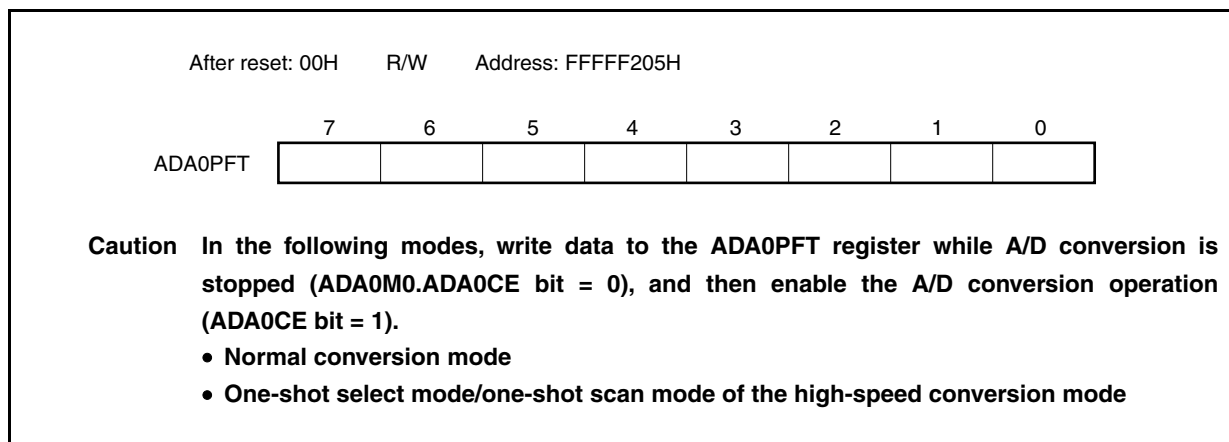 After reset: 00H R/W Address: FFFFF205H
7 6 5 4 3 2 1 0
ADA0PFT
Caution In the following modes, write data to the ADA0PFT register while A/D conversion is
stopped (ADA0M0.ADA0CE bit = 0), and then enable the A/D conversion operation
(ADA0CE bit = 1).
• Normal conversion mode
• One-shot select mode/one-shot scan mode of the high-speed conversion mode